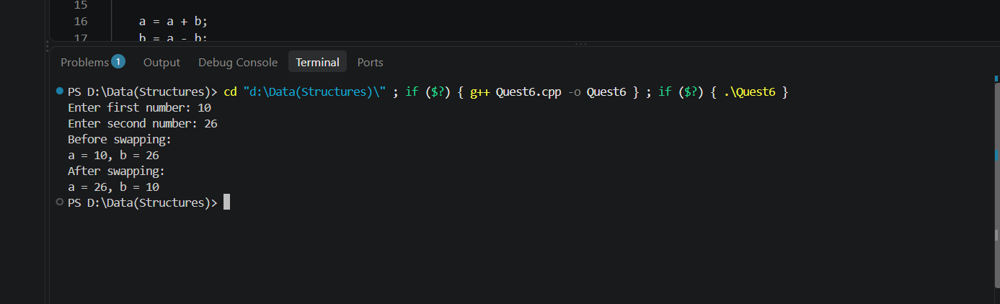 15
16 a = a + b;
17 b = a - b;
Problems 1 Output Debug Console Terminal Ports
PS D:\Data(Structures)> cd "d:\Data(Structures)\" ; if ($?) { g++ Quest6.cpp -o Quest6 } ; if ($?) { .\Quest6 }
Enter first number: 10
Enter second number: 26
Before swapping:
a = 10, b = 26
After swapping:
a = 26, b = 10
PS D:\Data(Structures)>